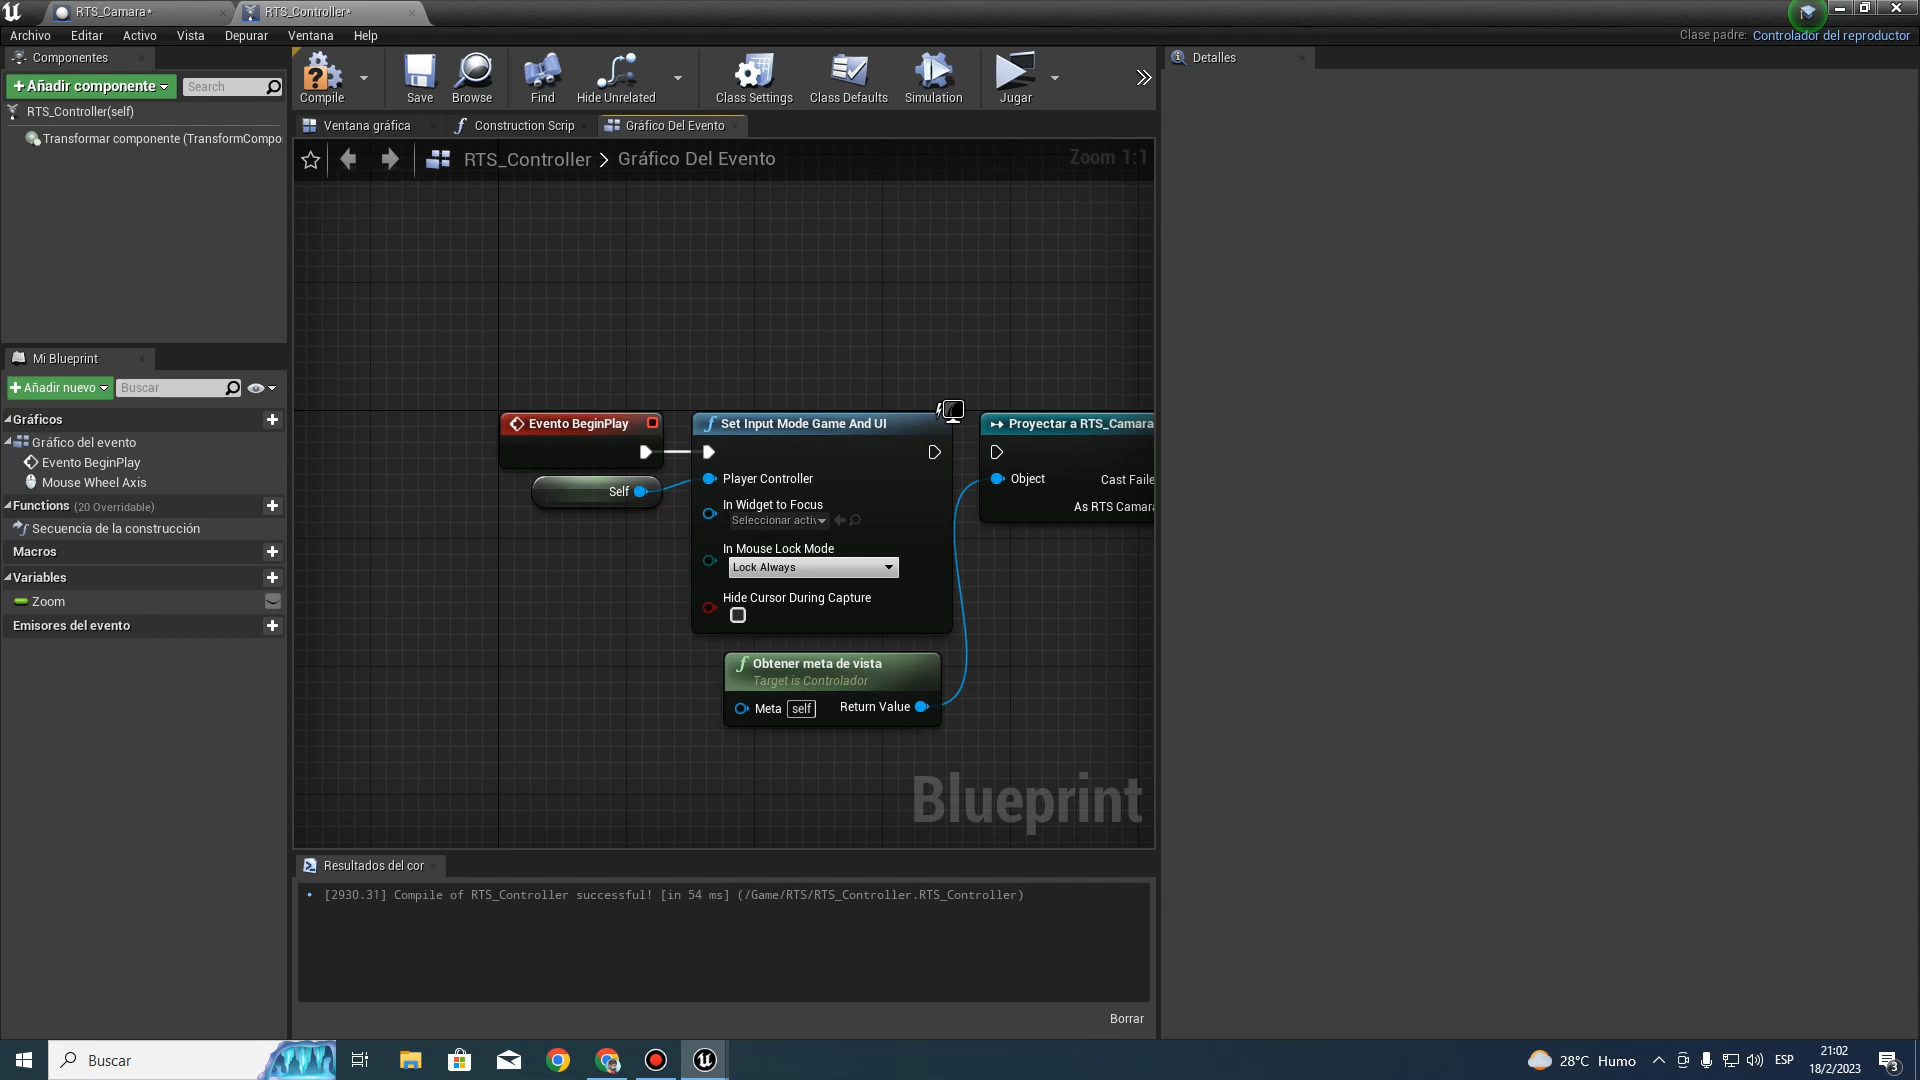 RTS_Camara*
RTS_Controller*
Archivo Editar Activo Vista Depurar Ventana Help
Clase padre: Controlador del reproductor
Componentes
Añadir componente
Search
RTS_Controller(self)
Transformar componente (TransformCompo
Compile
Save
Browse
Find
Hide Unrelated
Class Settings
Class Defaults
Simulation
Jugar
Detalles
Ventana gráfica
Construction Scrip
Gráfico Del Evento
RTS_Controller > Gráfico Del Evento
Zoom 1:1
Mi Blueprint
Añadir nuevo
Buscar
Gráficos
Gráfico del evento
Evento BeginPlay
Mouse Wheel Axis
Functions (20 Overridable)
Secuencia de la construcción
Macros
Variables
Zoom
Emisores del evento
Evento BeginPlay
Self
Set Input Mode Game And UI
Player Controller
In Widget to Focus
Seleccionar activ
In Mouse Lock Mode
Lock Always
Hide Cursor During Capture
Proyectar a RTS_Camara
Object
Cast Faile
As RTS Camara
Obtener meta de vista
Target is Controlador
Meta self
Return Value
Blueprint
Resultados del cor
• [2930.31] Compile of RTS_Controller successful! [in 54 ms] (/Game/RTS/RTS_Controller.RTS_Controller)
Borrar
Buscar
28°C Humo
ESP
21:02
18/2/2023
3